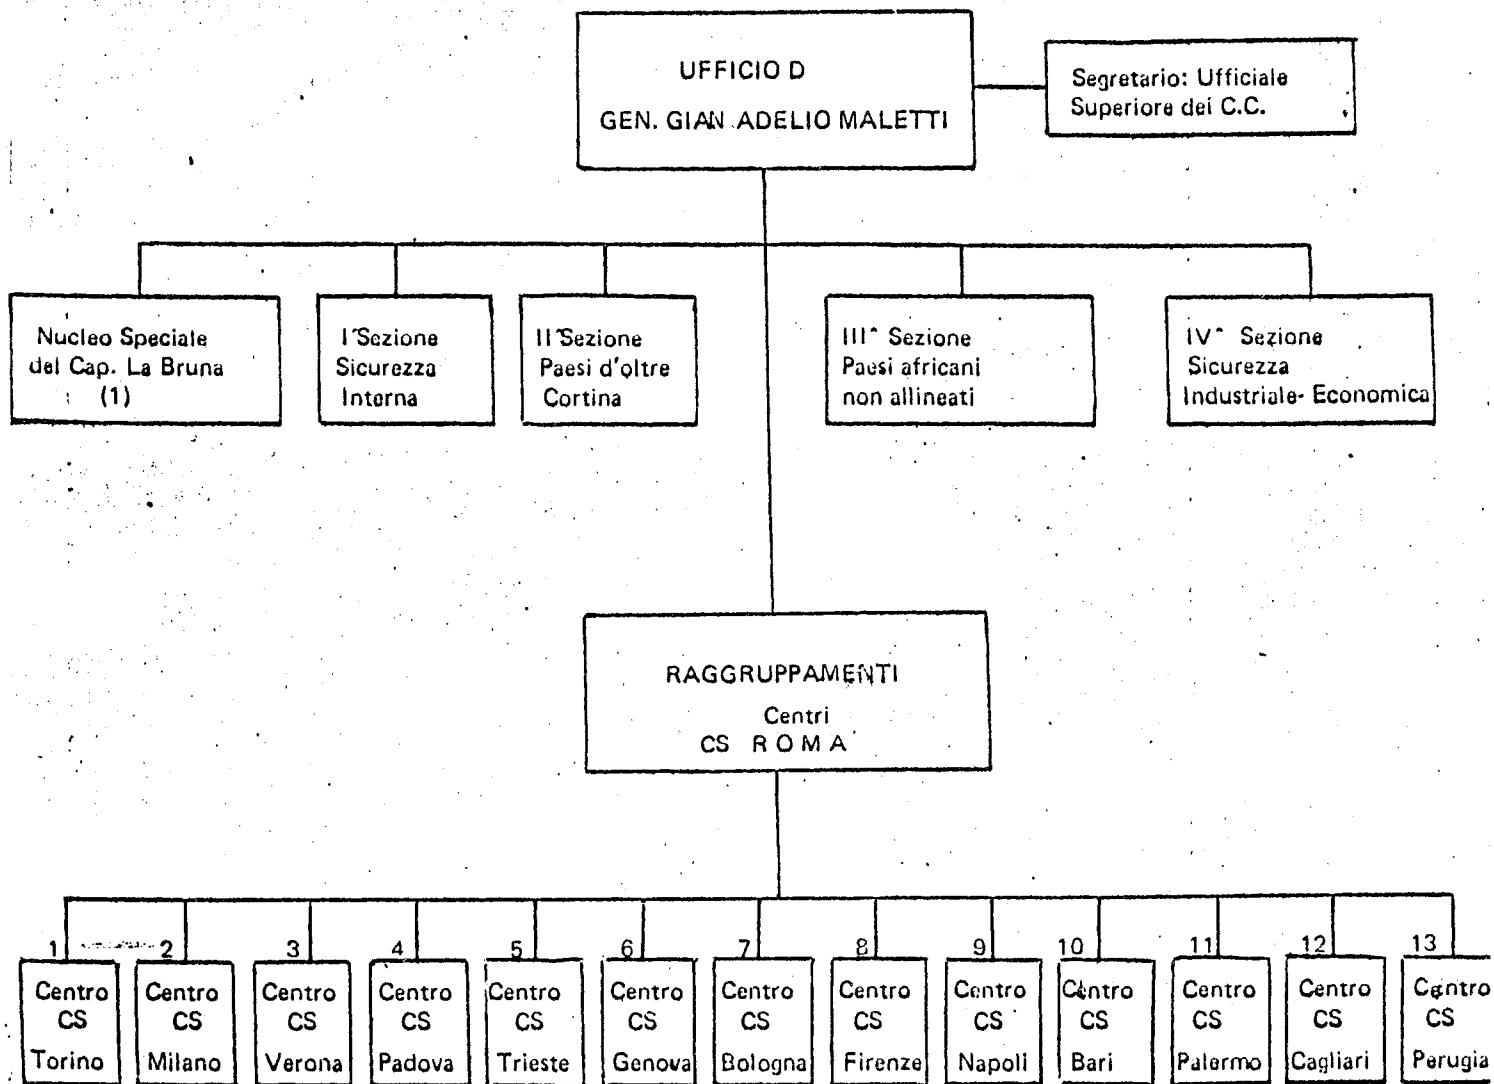 UFFICIO D
GEN. GIAN ADELIO MALETTI
Segretario: Ufficiale
Superiore dei C.C.
Nucleo Speciale
del Cap. La Bruna
(1)
I^ Sezione
Sicurezza
Interna
II^ Sezione
Paesi d'oltre
Cortina
III^ Sezione
Paesi africani
non allineati
IV^ Sezione
Sicurezza
Industriale- Economica
RAGGRUPPAMENTI
Centri
CS ROMA
1
Centro
CS
Torino
2
Centro
CS
Milano
3
Centro
CS
Verona
4
Centro
CS
Padova
5
Centro
CS
Trieste
6
Centro
CS
Genova
7
Centro
CS
Bologna
8
Centro
CS
Firenze
9
Centro
CS
Napoli
10
Centro
CS
Bari
11
Centro
CS
Palermo
12
Centro
CS
Cagliari
13
Centro
CS
Perugia